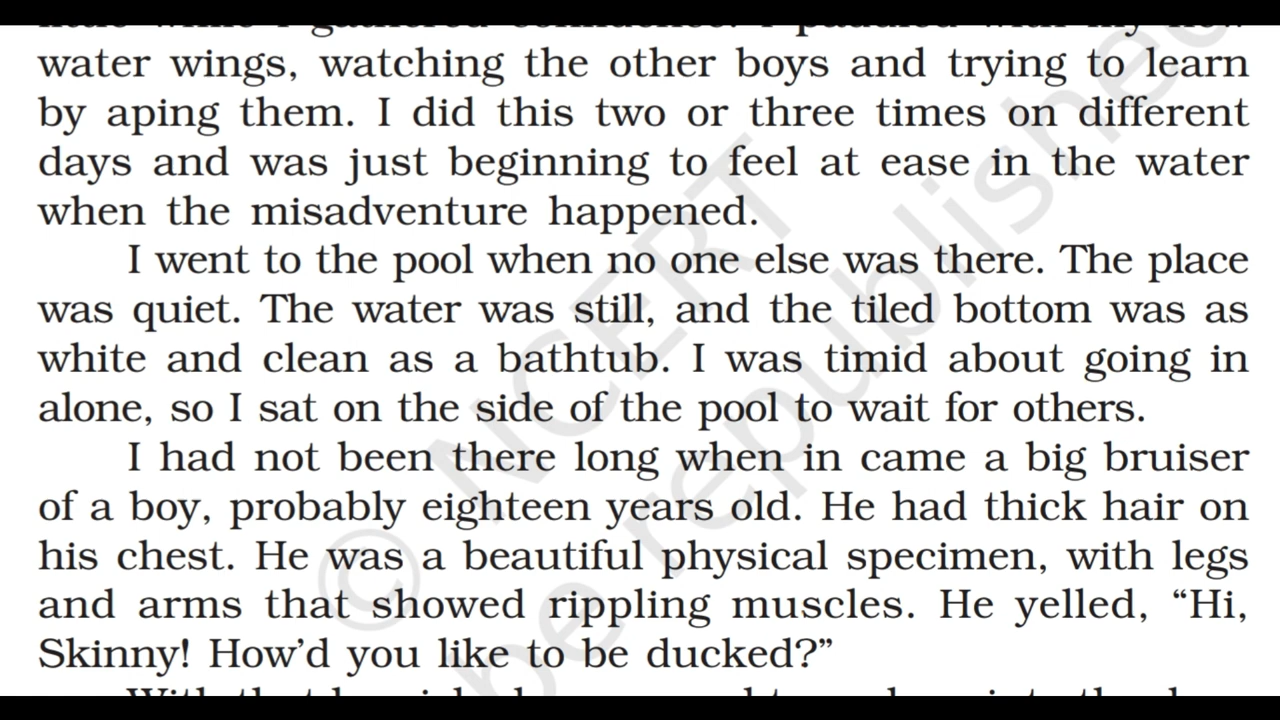 water wings, watching the other boys and trying to learn
by aping them. I did this two or three times on different
days and was just beginning to feel at ease in the water
when the misadventure happened.
I went to the pool when no one else was there. The place
was quiet. The water was still, and the tiled bottom was as
white and clean as a bathtub. I was timid about going in
alone, so I sat on the side of the pool to wait for others.
I had not been there long when in came a big bruiser
of a boy, probably eighteen years old. He had thick hair on
his chest. He was a beautiful physical specimen, with legs
and arms that showed rippling muscles. He yelled, “Hi,
Skinny! How’d you like to be ducked?”
© NCERT
be republished